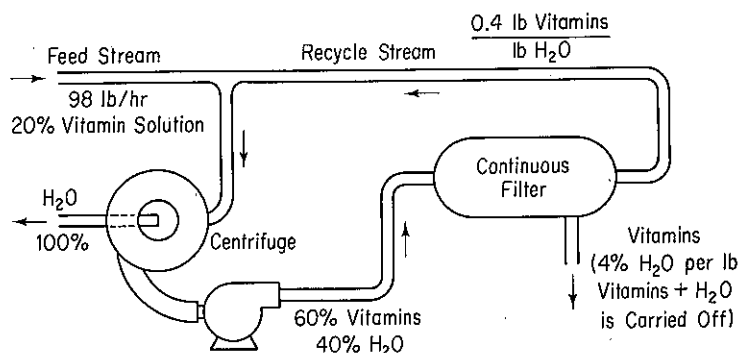 Feed Stream
98 lb/hr
20% Vitamin Solution
Recycle Stream
0.4 lb Vitamins
lb H₂O
H₂O
100%
Centrifuge
Continuous
Filter
60% Vitamins
40% H₂O
Vitamins
(4% H₂O per lb
Vitamins + H₂O
is Carried Off)